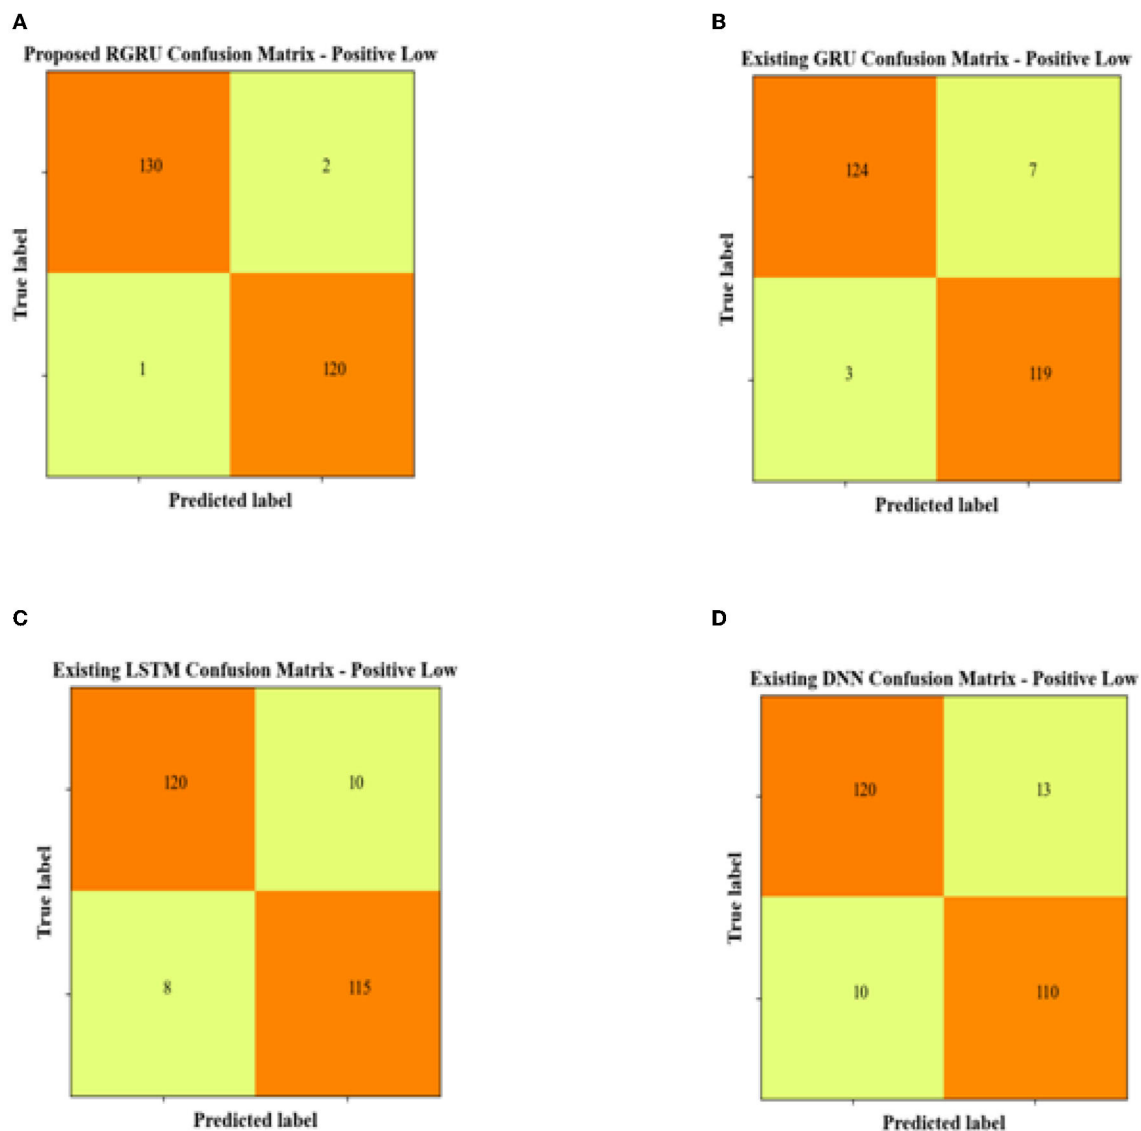 A
Proposed RGRU Confusion Matrix - Positive Low
130
2
True label
1
120
Predicted label
B
Existing GRU Confusion Matrix - Positive Low
124
7
True label
3
119
Predicted label
C
Existing LSTM Confusion Matrix - Positive Low
120
10
True label
8
115
Predicted label
D
Existing DNN Confusion Matrix - Positive Low
120
13
True label
10
110
Predicted label